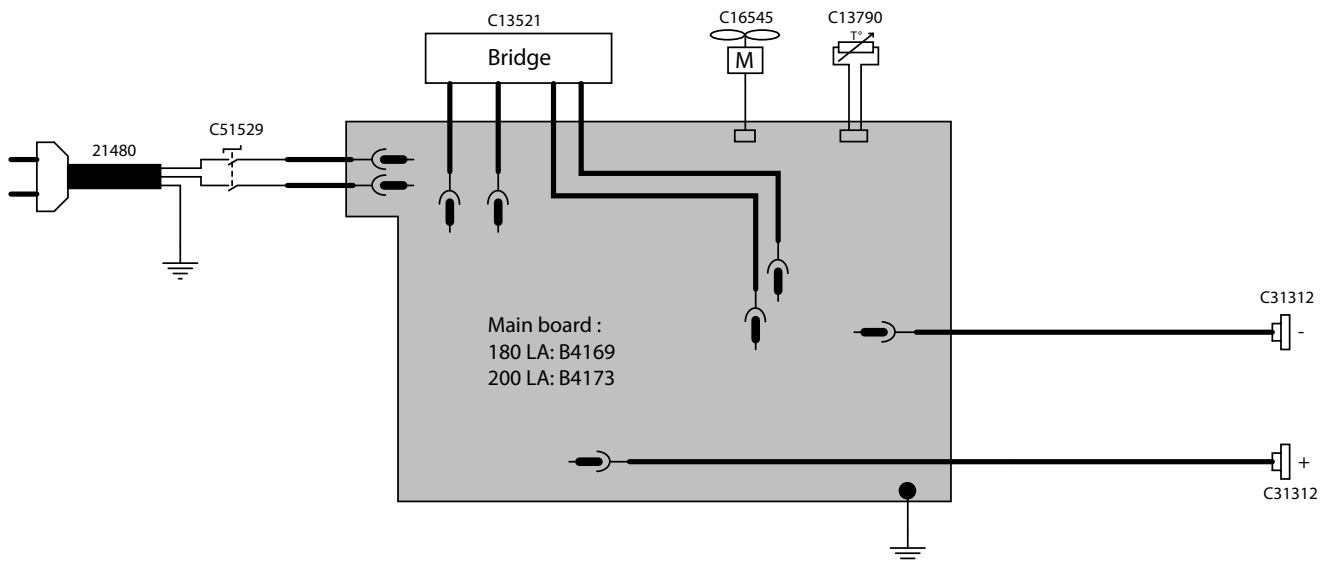 C13521
Bridge
C16545
M
C13790
T°
21480
C51529
Main board :
180 LA: B4169
200 LA: B4173
C31312
-
+
C31312